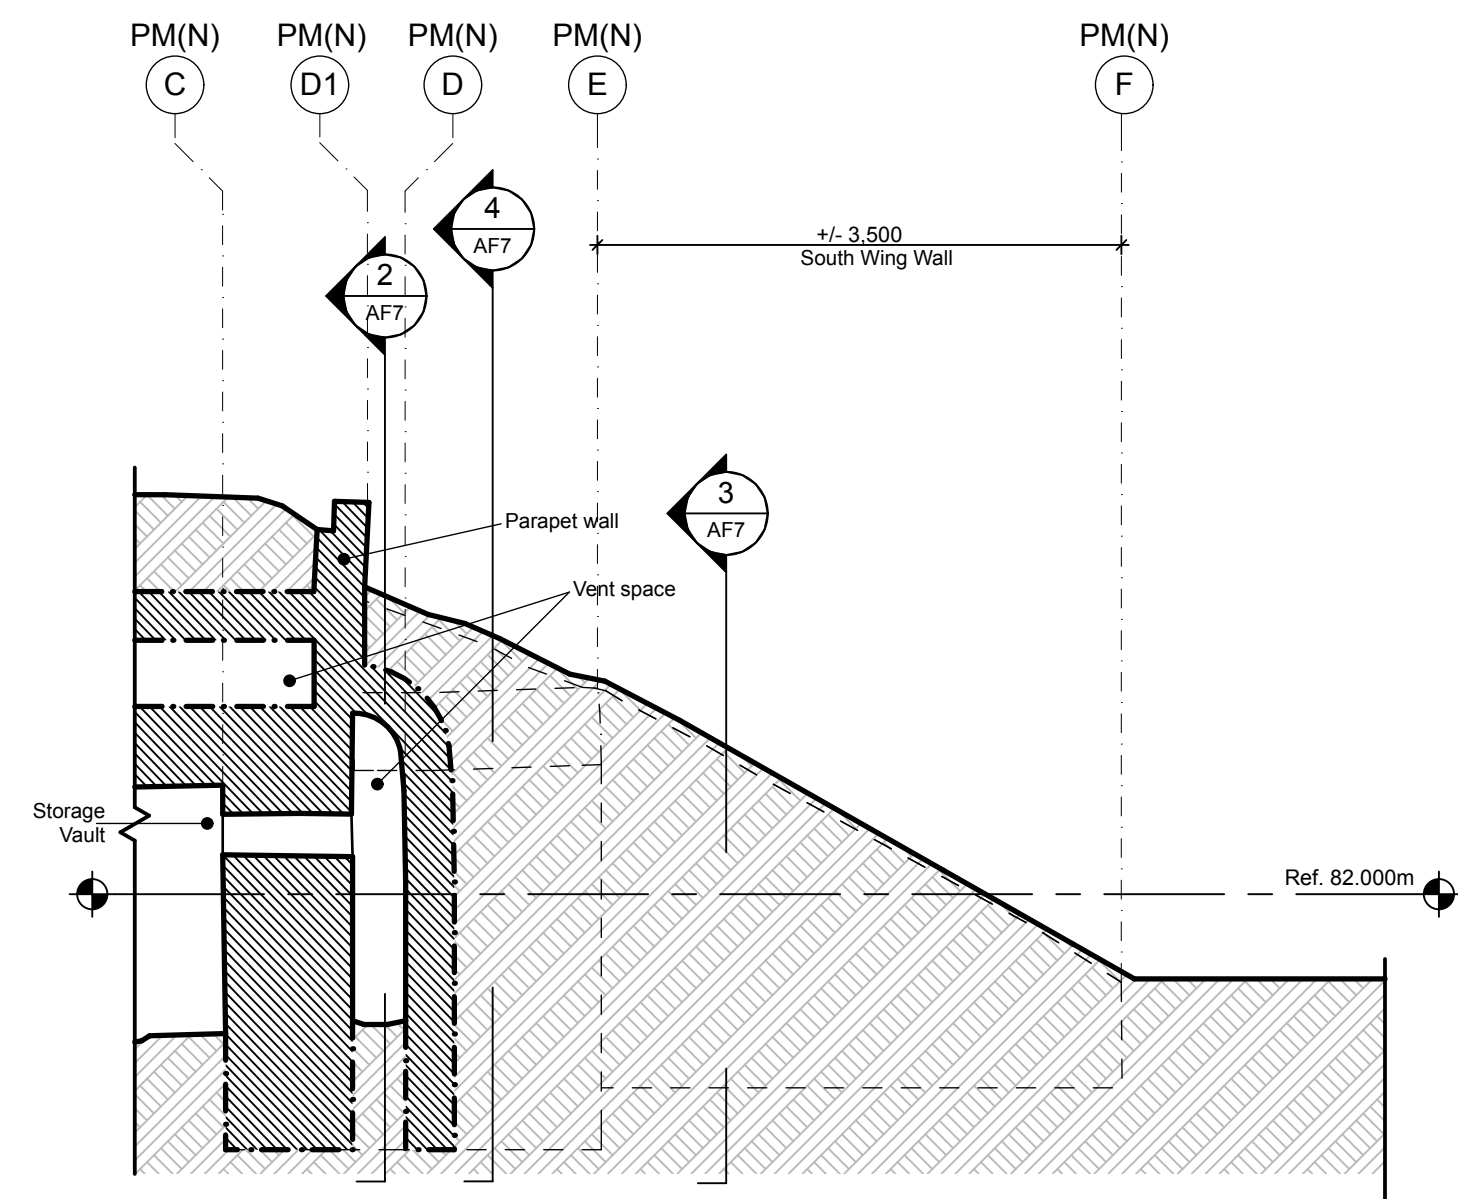 PM(N) PM(N) PM(N) PM(N) PM(N)
C D1 D E F
4
AF7
+/- 3,500
South Wing Wall
2
AF7
3
AF7
Parapet wall
Vent space
Storage
Vault
Ref. 82.000m